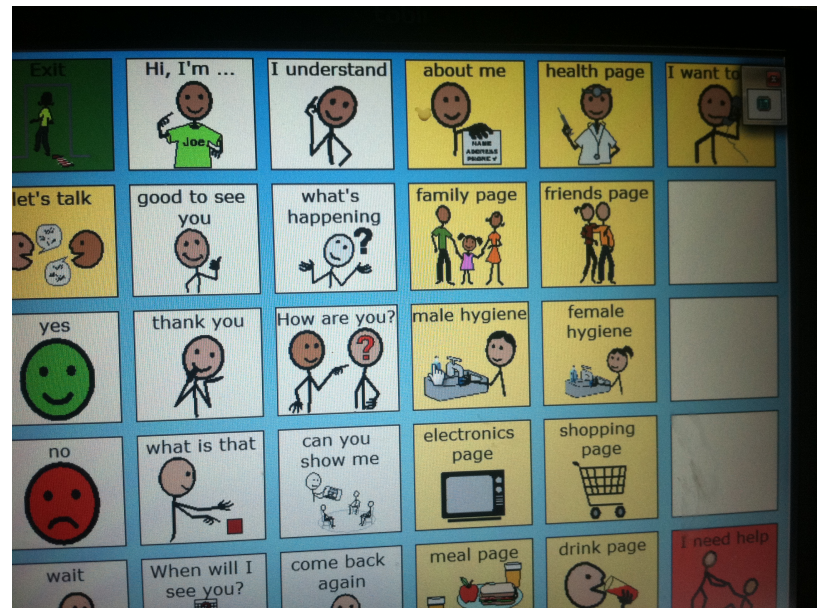 Exit
Hi, I'm ...
I understand
about me
health page
I want to
Joe
NAME
ADDRESS
PHONE #
let's talk
good to see
you
what's
happening
family page
friends page
yes
thank you
How are you?
male hygiene
female
hygiene
no
what is that
can you
show me
electronics
page
shopping
page
wait
When will I
see you?
come back
again
meal page
drink page
I need help